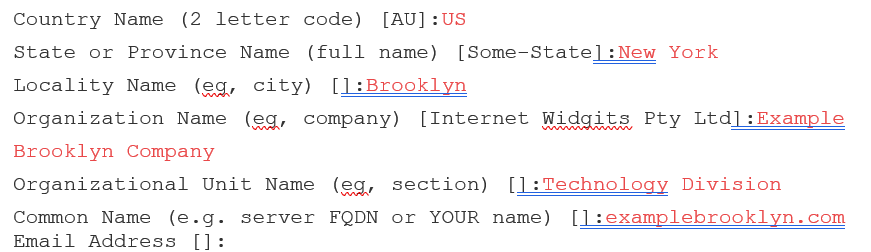 Country Name (2 letter code) [AU]:US
State or Province Name (full name) [Some-State]:New York
Locality Name (eg, city) []:Brooklyn
Organization Name (eg, company) [Internet Widgits Pty Ltd]:Example
Brooklyn Company
Organizational Unit Name (eg, section) []:Technology Division
Common Name (e.g. server FQDN or YOUR name) []:examplebrooklyn.com
Email Address []: